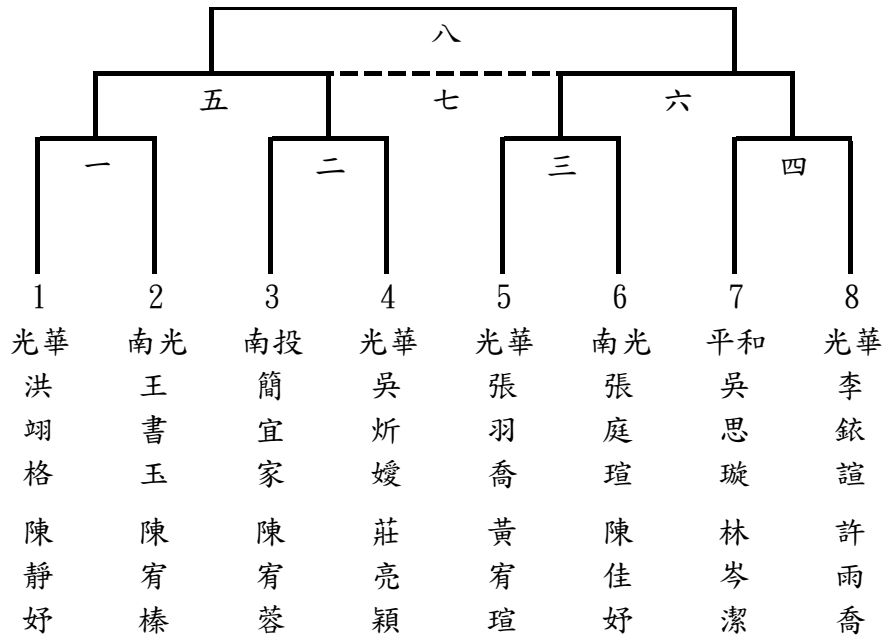 八
五 七 六
一 二 三 四
1 2 3 4 5 6 7 8
光華 南光 南投 光華 光華 南光 平和 光華
洪 王 簡 吳 張 張 吳 李
翊 書 宜 炘 羽 庭 思 銥
格 玉 家 嬡 喬 瑄 璇 諠
陳 陳 陳 莊 黃 陳 林 許
靜 宥 宥 亮 宥 佳 岑 雨
妤 榛 蓉 穎 瑄 妤 潔 喬